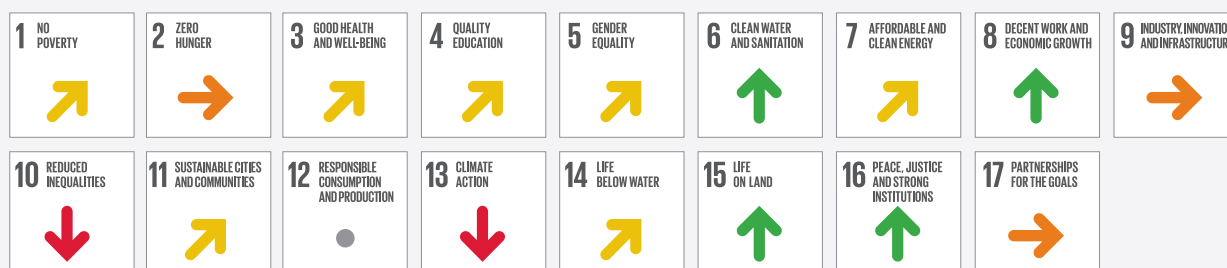 1 NO
POVERTY
2 ZERO
HUNGER
3 GOOD HEALTH
AND WELL-BEING
4 QUALITY
EDUCATION
5 GENDER
EQUALITY
6 CLEAN WATER
AND SANITATION
7 AFFORDABLE AND
CLEAN ENERGY
8 DECENT WORK AND
ECONOMIC GROWTH
9 INDUSTRY, INNOVATIO
AND INFRASTRUCTUR
10 REDUCED
INEQUALITIES
11 SUSTAINABLE CITIES
AND COMMUNITIES
12 RESPONSIBLE
CONSUMPTION
AND PRODUCTION
13 CLIMATE
ACTION
14 LIFE
BELOW WATER
15 LIFE
ON LAND
16 PEACE, JUSTICE
AND STRONG
INSTITUTIONS
17 PARTNERSHIPS
FOR THE GOALS